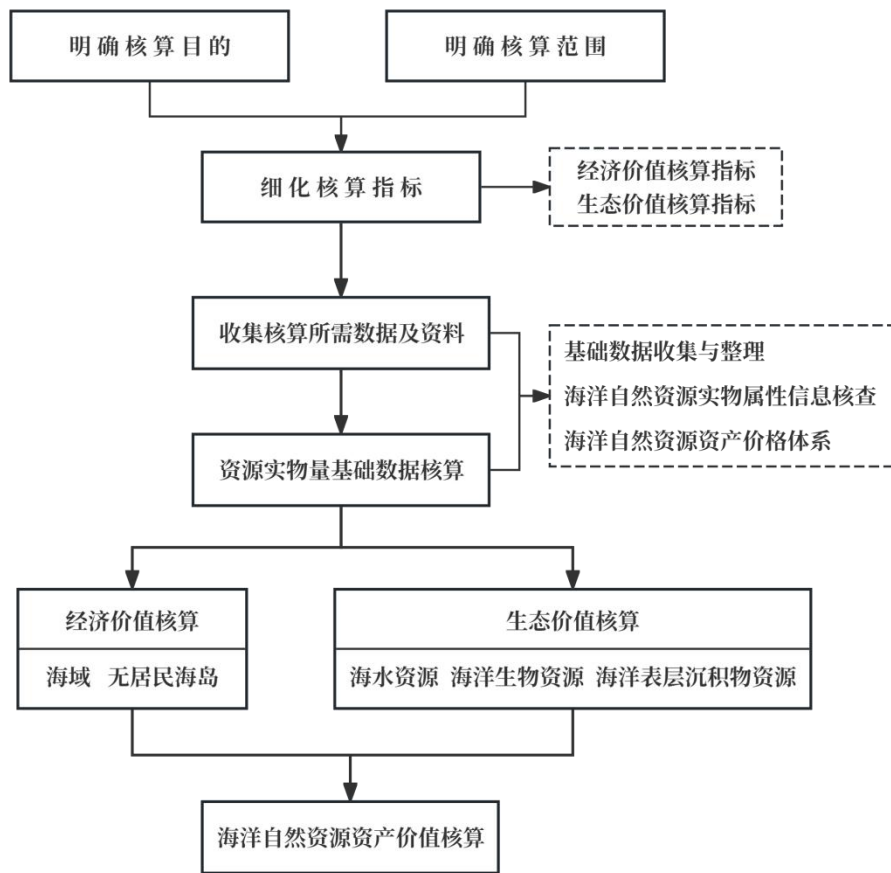 明确核算目的
明确核算范围
细化核算指标
经济价值核算指标
生态价值核算指标
收集核算所需数据及资料
基础数据收集与整理
海洋自然资源实物属性信息核查
海洋自然资源资产价格体系
资源实物量基础数据核算
经济价值核算
海域 无居民海岛
生态价值核算
海水资源 海洋生物资源 海洋表层沉积物资源
海洋自然资源资产价值核算